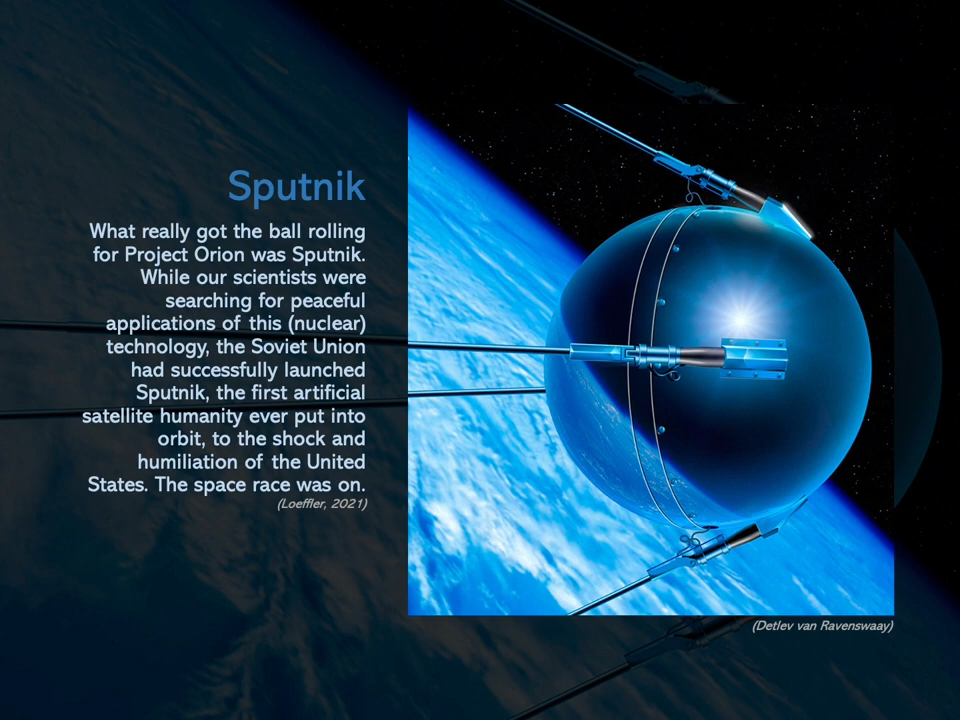 Sputnik
What really got the ball rolling
for Project Orion was Sputnik.
While our scientists were
searching for peaceful
applications of this (nuclear)
technology, the Soviet Union
had successfully launched
Sputnik, the first artificial
satellite humanity ever put into
orbit, to the shock and
humiliation of the United
States. The space race was on.
(Loeffler, 2021)
(Detlev van Ravenswaay)